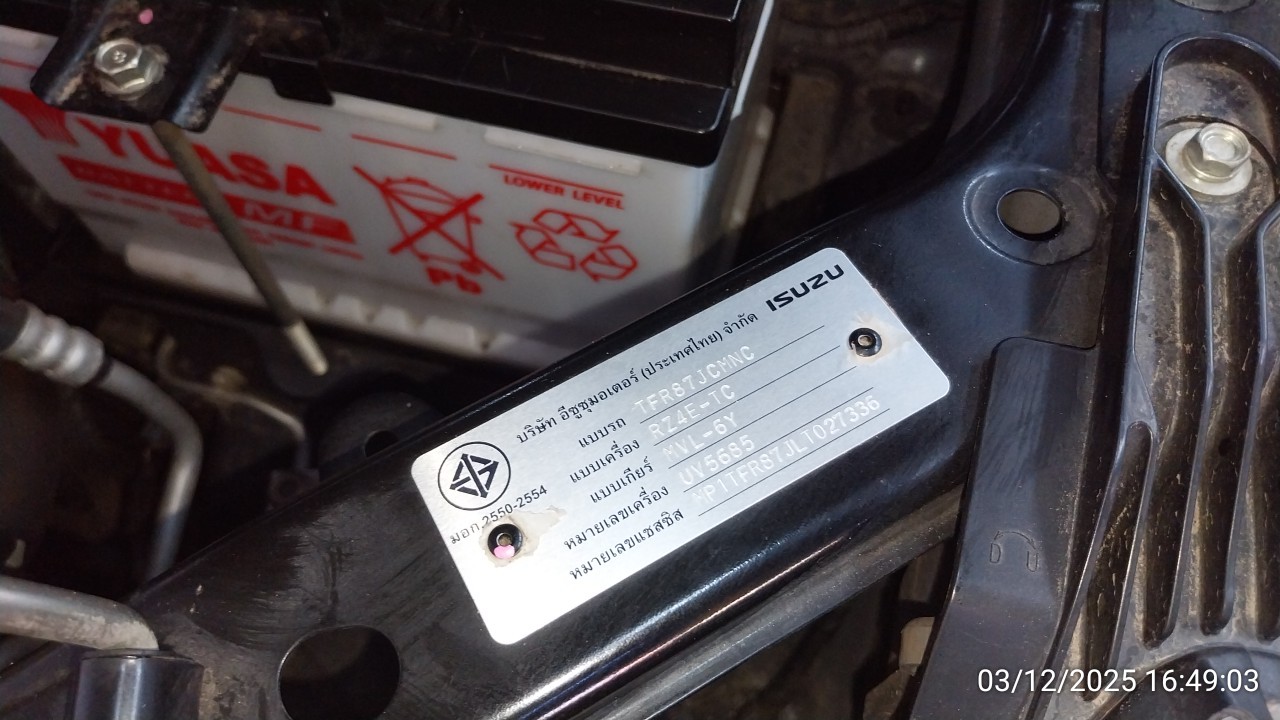 YUASA
MF
LOWER LEVEL
Pb
ISUZU
บริษัท อีซูซุมอเตอร์ (ประเทศไทย) จำกัด
แบบรถ TFR87JCMNC
แบบเครื่อง RZ4E-TC
แบบเกียร์ MVL-6Y
หมายเลขเครื่อง UY5685
หมายเลขแชสซิส MP1TFR87JLT027336
มอก.2550-2554
03/12/2025 16:49:03